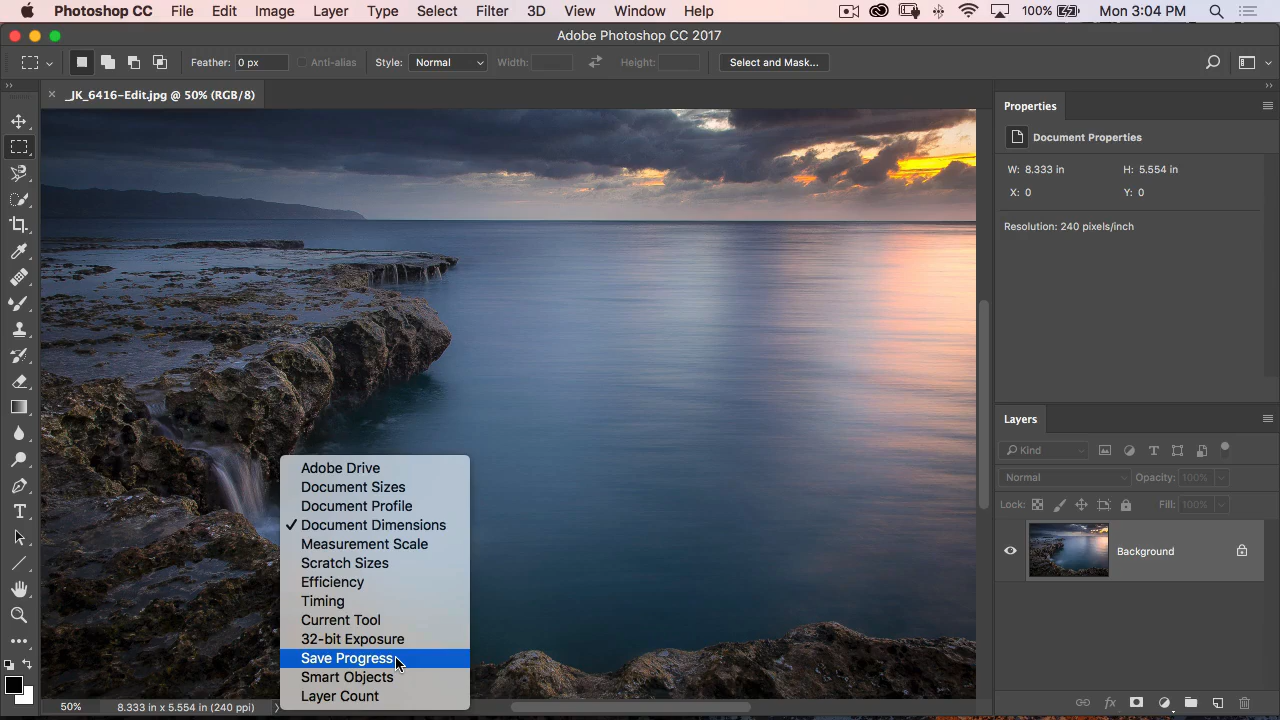 Photoshop CC File Edit Image Layer Type Select Filter 3D View Window Help 100% Mon 3:04 PM
Adobe Photoshop CC 2017
Feather: 0 px Anti-alias Style: Normal Width: Height: Select and Mask...
_JK_6416-Edit.jpg @ 50% (RGB/8)
Properties
Document Properties
W: 8.333 in H: 5.554 in
X: 0 Y: 0
Resolution: 240 pixels/inch
Layers
Kind
Normal Opacity: 100%
Lock: Fill: 100%
Background
Adobe Drive
Document Sizes
Document Profile
✓ Document Dimensions
Measurement Scale
Scratch Sizes
Efficiency
Timing
Current Tool
32-bit Exposure
Save Progress
Smart Objects
Layer Count
50% 8.333 in x 5.554 in (240 ppi)